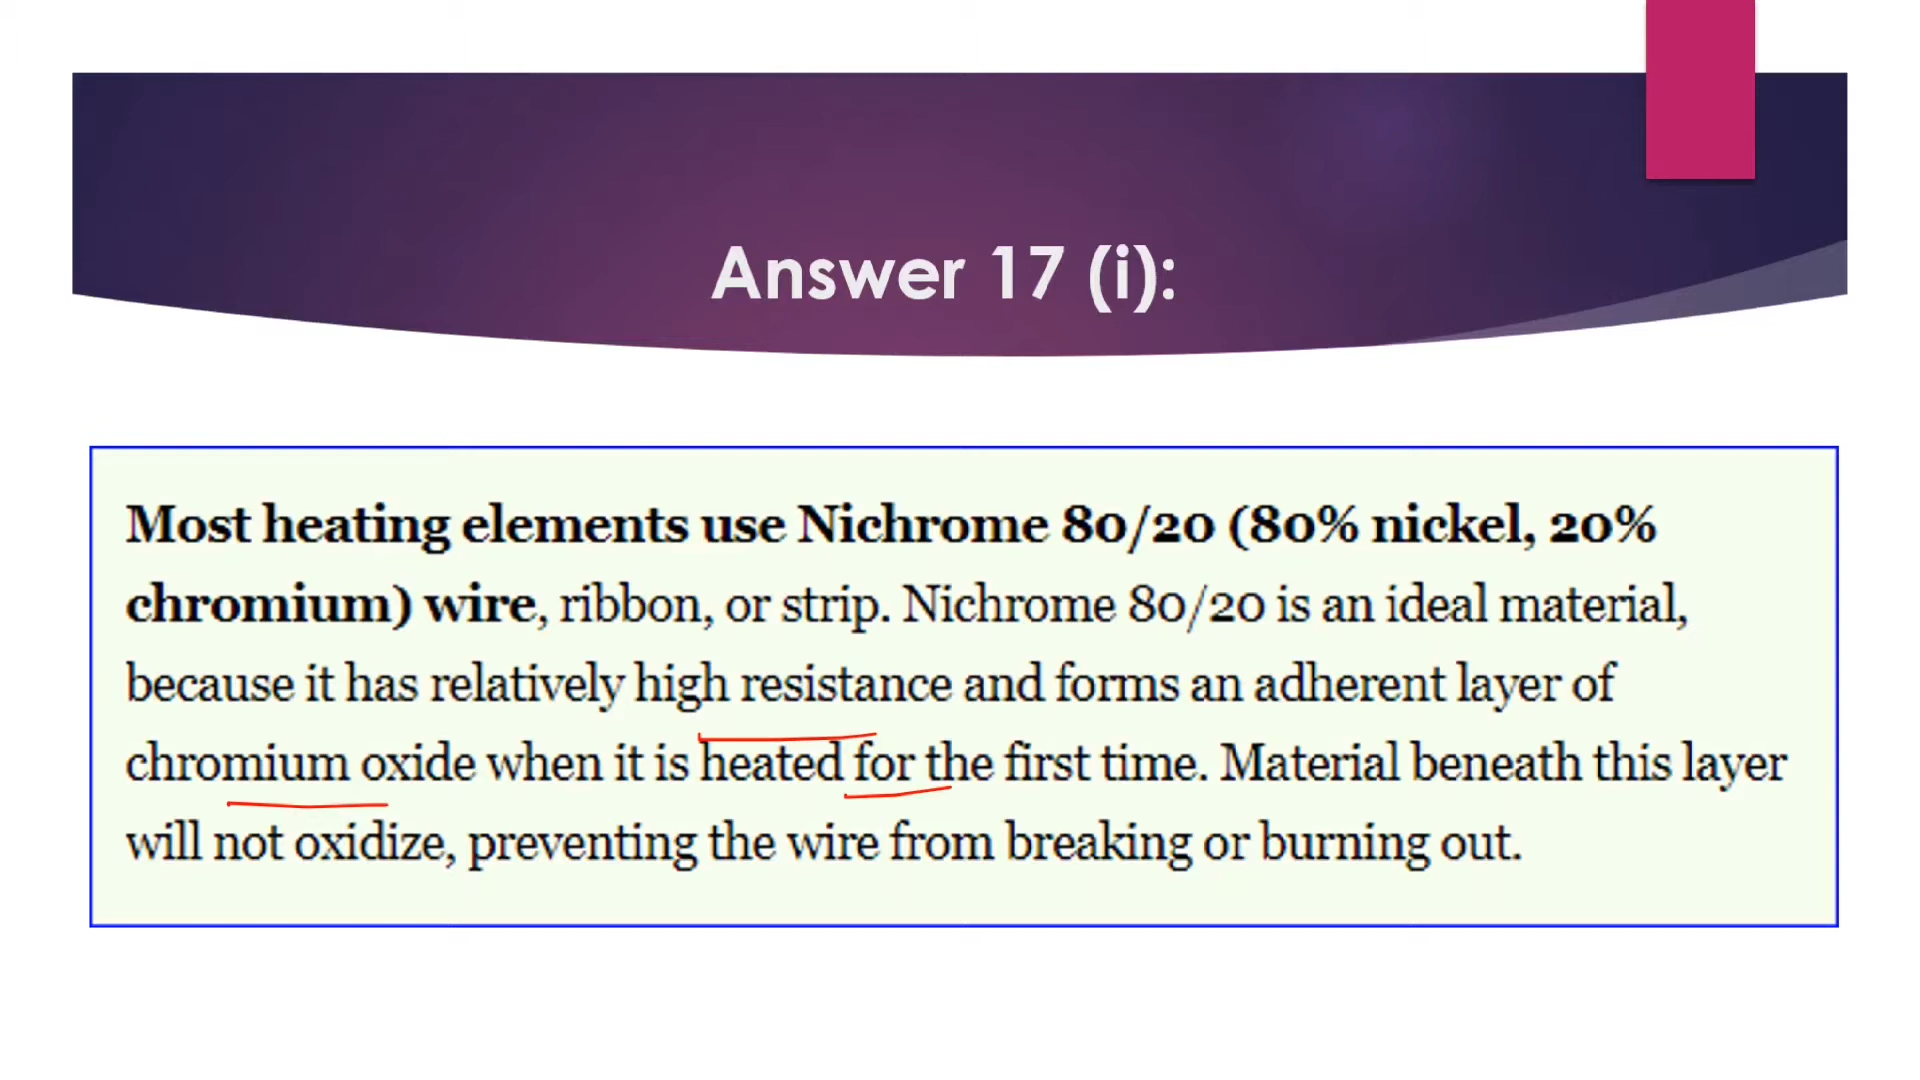 Answer 17 (i):
Most heating elements use Nichrome 80/20 (80% nickel, 20%
chromium) wire, ribbon, or strip. Nichrome 80/20 is an ideal material,
because it has relatively high resistance and forms an adherent layer of
chromium oxide when it is heated for the first time. Material beneath this layer
will not oxidize, preventing the wire from breaking or burning out.